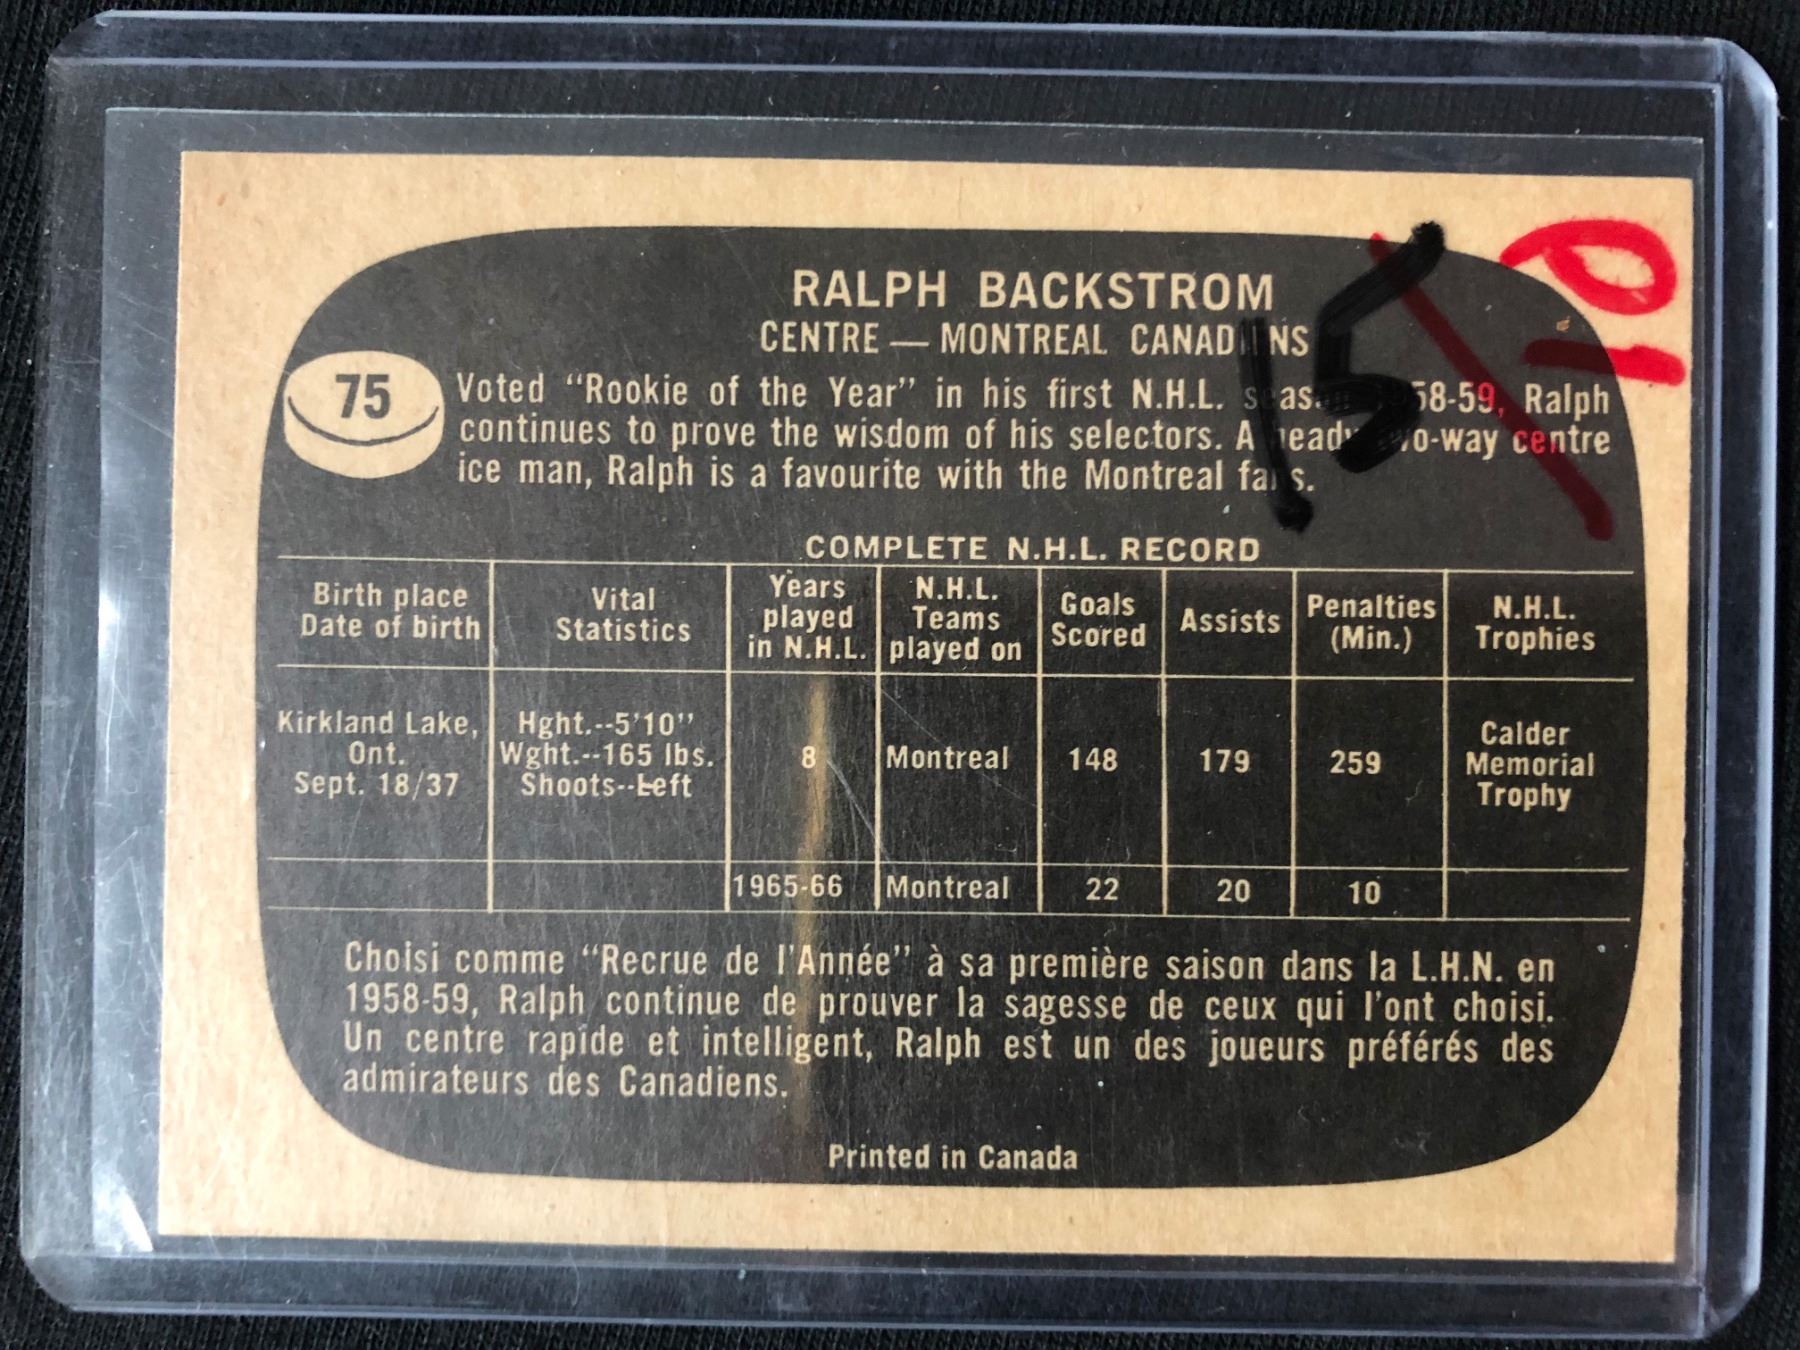 RALPH BACKSTROM
CENTRE — MONTREAL CANADIENS
75
Voted "Rookie of the Year" in his first N.H.L. season 1958-59, Ralph
continues to prove the wisdom of his selectors. A heady two-way centre
ice man, Ralph is a favourite with the Montreal fans.
15
COMPLETE N.H.L. RECORD
Birth place Date of birth | Vital Statistics | Years played in N.H.L. | N.H.L. Teams played on | Goals Scored | Assists | Penalties (Min.) | N.H.L. Trophies
Kirkland Lake, Ont. Sept. 18/37 | Hght.--5'10'' Wght.--165 lbs. Shoots--Left | 8 | Montreal | 148 | 179 | 259 | Calder Memorial Trophy
1965-66 | Montreal | 22 | 20 | 10
Choisi comme "Recrue de l'Année" à sa première saison dans la L.H.N. en
1958-59, Ralph continue de prouver la sagesse de ceux qui l'ont choisi.
Un centre rapide et intelligent, Ralph est un des joueurs préférés des
admirateurs des Canadiens.
Printed in Canada